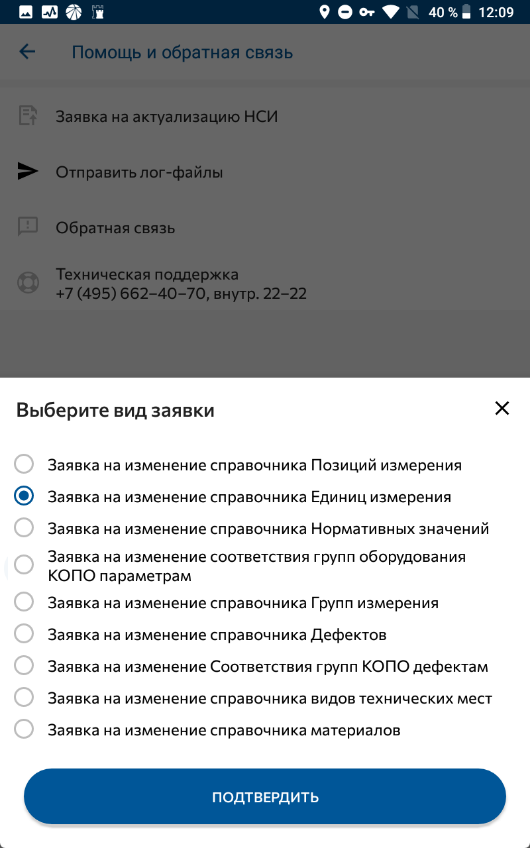 40 % 12:09
Помощь и обратная связь
Заявка на актуализацию НСИ
Отправить лог-файлы
Обратная связь
Техническая поддержка
+7 (495) 662–40–70, внутр. 22–22
Выберите вид заявки
Заявка на изменение справочника Позиций измерения
Заявка на изменение справочника Единиц измерения
Заявка на изменение справочника Нормативных значений
Заявка на изменение соответствия групп оборудования
КОПО параметрам
Заявка на изменение справочника Групп измерения
Заявка на изменение справочника Дефектов
Заявка на изменение Соответствия групп КОПО дефектам
Заявка на изменение справочника видов технических мест
Заявка на изменение справочника материалов
ПОДТВЕРДИТЬ